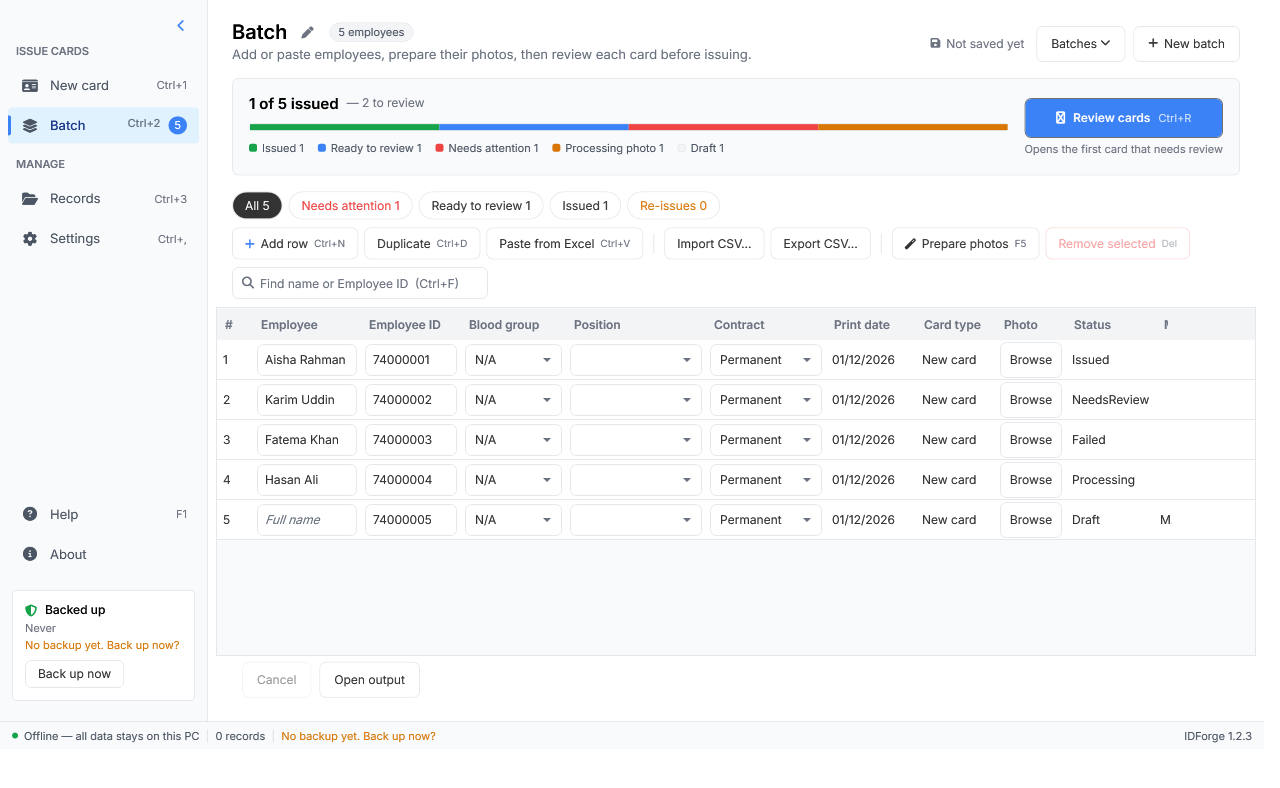 ISSUE CARDS
New card Ctrl+1
Batch Ctrl+2 5
MANAGE
Records Ctrl+3
Settings Ctrl+,
Help F1
About
Backed up
Never
No backup yet. Back up now?
Back up now
Batch 5 employees
Add or paste employees, prepare their photos, then review each card before issuing.
Not saved yet Batches + New batch
1 of 5 issued — 2 to review
Issued 1 Ready to review 1 Needs attention 1 Processing photo 1 Draft 1
Review cards Ctrl+R
Opens the first card that needs review
All 5 Needs attention 1 Ready to review 1 Issued 1 Re-issues 0
+ Add row Ctrl+N Duplicate Ctrl+D Paste from Excel Ctrl+V Import CSV... Export CSV... Prepare photos F5 Remove selected Del
Find name or Employee ID (Ctrl+F)
# Employee Employee ID Blood group Position Contract Print date Card type Photo Status
1 Aisha Rahman 74000001 N/A Permanent 01/12/2026 New card Browse Issued
2 Karim Uddin 74000002 N/A Permanent 01/12/2026 New card Browse NeedsReview
3 Fatema Khan 74000003 N/A Permanent 01/12/2026 New card Browse Failed
4 Hasan Ali 74000004 N/A Permanent 01/12/2026 New card Browse Processing
5 Full name 74000005 N/A Permanent 01/12/2026 New card Browse Draft M
Cancel Open output
Offline — all data stays on this PC 0 records No backup yet. Back up now? IDForge 1.2.3